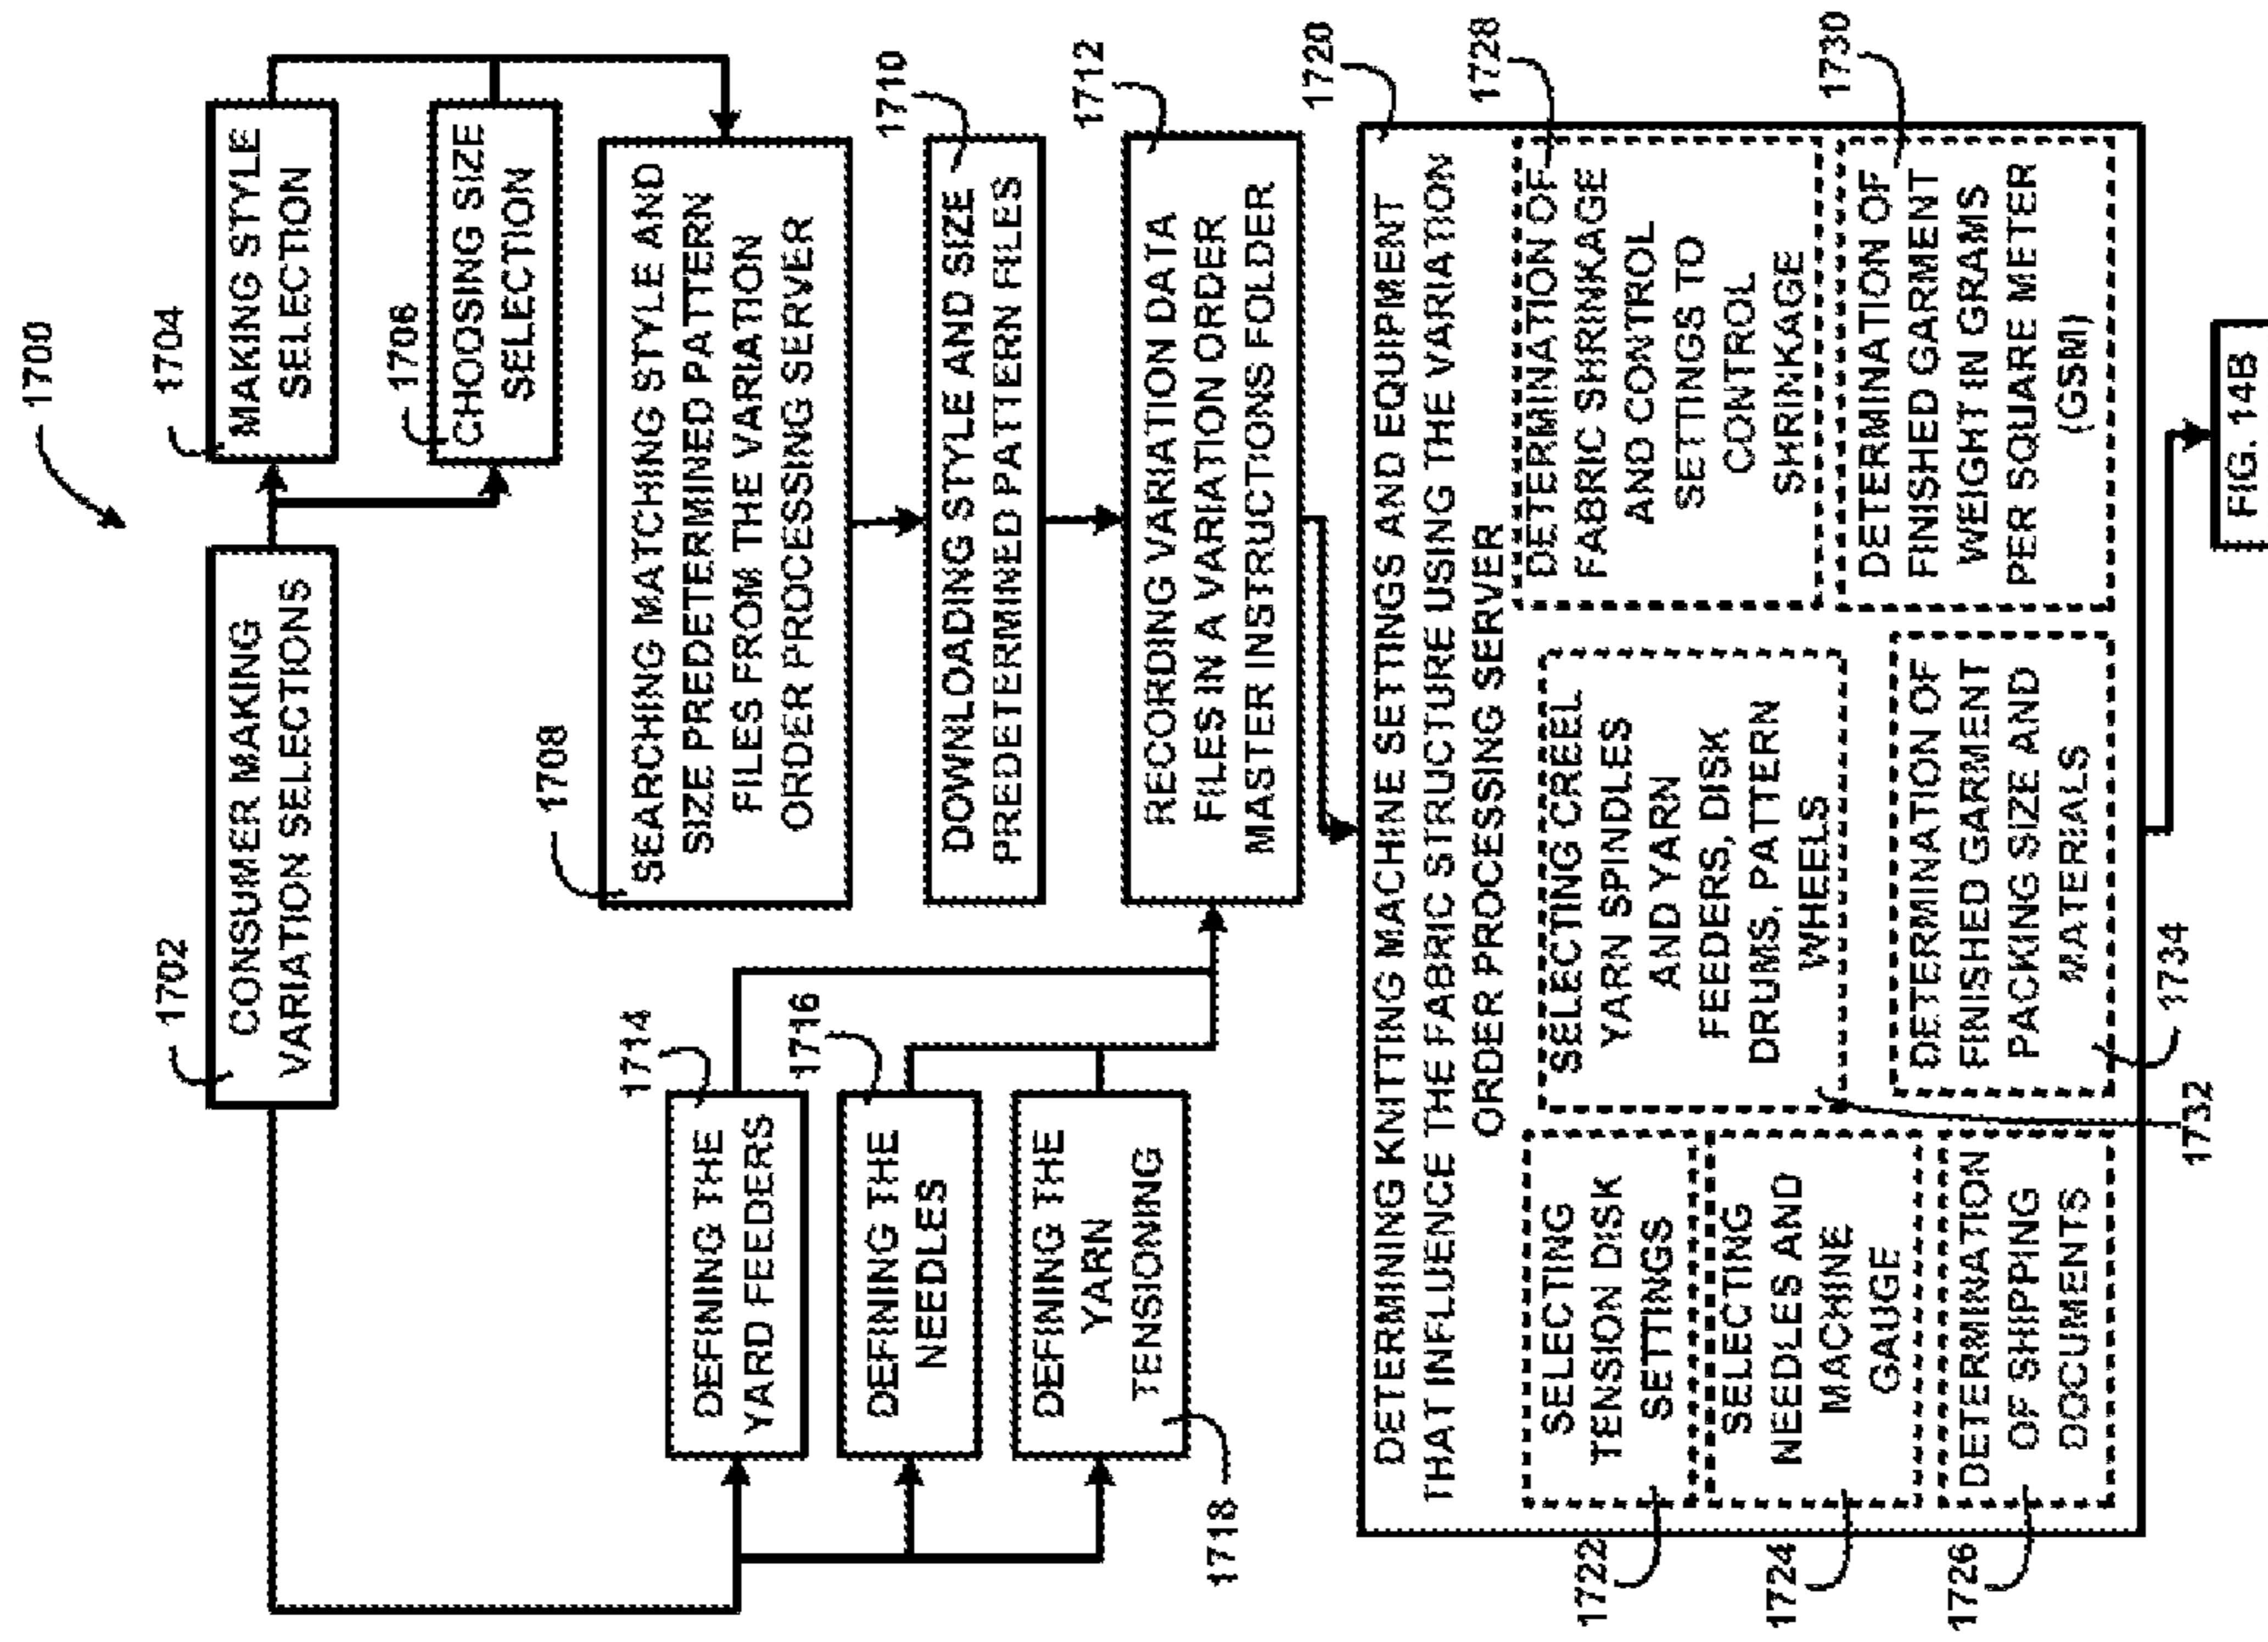 1700
1702
CONSUMER MAKING
VARIATION SELECTIONS
1704
MAKING STYLE
SELECTION
1706
CHOOSING SIZE
SELECTION
1708
SEARCHING MATCHING STYLE AND
SIZE PREDETERMINED PATTERN
FILES FROM THE VARIATION
ORDER PROCESSING SERVER
1710
DOWNLOADING STYLE AND SIZE
PREDETERMINED PATTERN FILES
1712
RECORDING VARIATION DATA
FILES IN A VARIATION ORDER
MASTER INSTRUCTIONS FOLDER
1714
DEFINING THE
YARD FEEDERS
1716
DEFINING THE
NEEDLES
1718
DEFINING THE
YARN
TENSIONING
1720
DETERMINING KNITTING MACHINE SETTINGS AND EQUIPMENT
THAT INFLUENCE THE FABRIC STRUCTURE USING THE VARIATION
ORDER PROCESSING SERVER
1722
SELECTING
TENSION DISK
SETTINGS
1724
SELECTING
NEEDLES AND
MACHINE
GAUGE
1726
DETERMINATION
OF SHIPPING
DOCUMENTS
1732
SELECTING CREEL
YARN SPINDLES
AND YARN
FEEDERS, DISK
DRUMS, PATTERN
WHEELS
1734
DETERMINATION OF
FINISHED GARMENT
PACKING SIZE AND
MATERIALS
1728
DETERMINATION OF
FABRIC SHRINKAGE
AND CONTROL
SETTINGS TO
CONTROL
SHRINKAGE
1730
DETERMINATION OF
FINISHED GARMENT
WEIGHT IN GRAMS
PER SQUARE METER
(GSM)
FIG. 14B